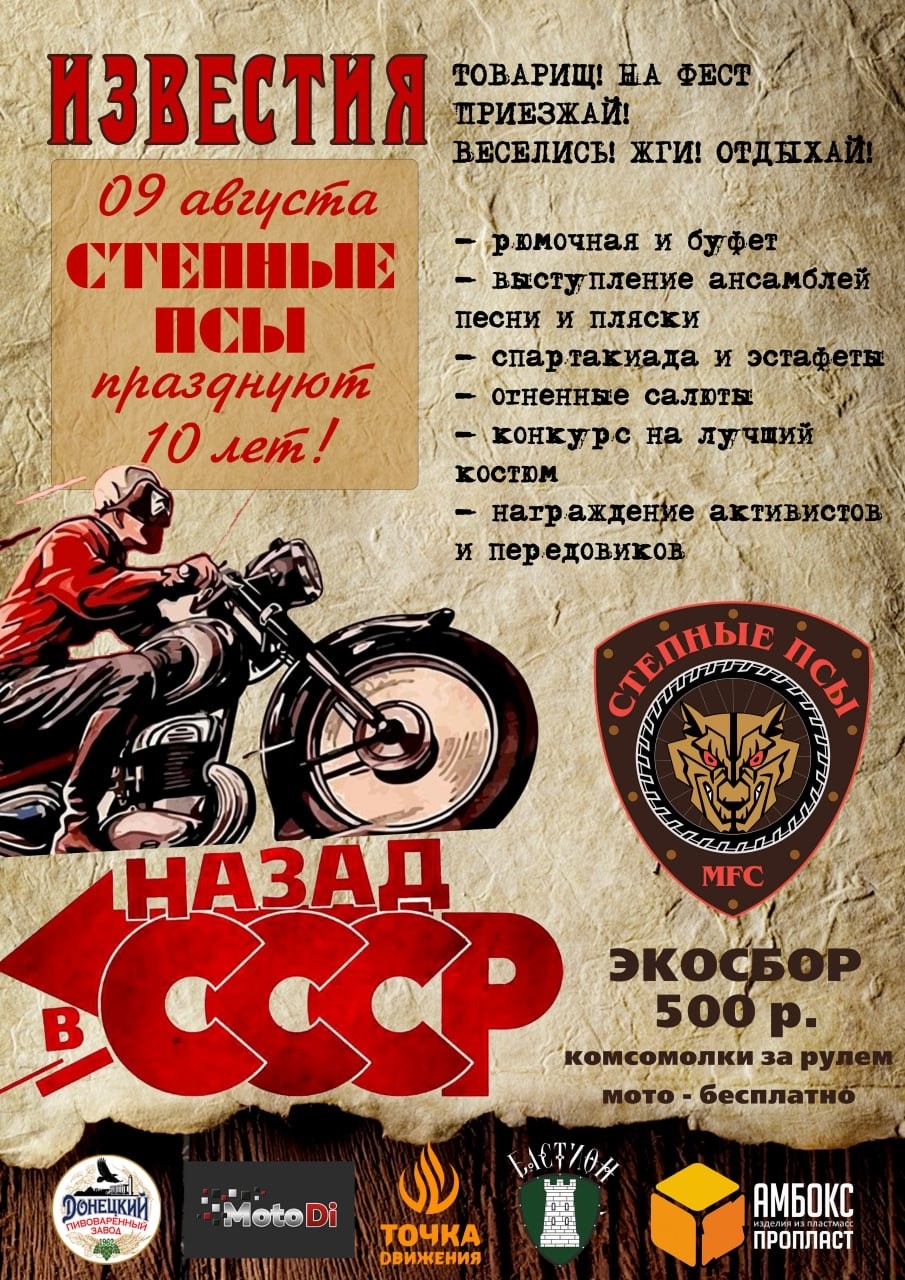 ИЗВЕСТИЯ
09 августа
СТЕПНЫЕ
ПСЫ
празднуют
10 лет!
ТОВАРИЩ! НА ФЕСТ
ПРИЕЗЖАЙ!
ВЕСЕЛИСЬ! ЖГИ! ОТДЫХАЙ!
– рюмочная и буфет
– выступление ансамблей
песни и пляски
– спартакиада и эстафеты
– огненные салюты
– конкурс на лучший
костюм
– награждение активистов
и передовиков
СТЕПНЫЕ ПСЫ
MFC
НАЗАД
В СССР
ЭКОСБОР
500 р.
комсомолки за рулем
мото - бесплатно
ДОНЕЦКИЙ
ПИВОВАРЕННЫЙ
ЗАВОД
1962
MotoDi
ТОЧКА
DВИЖЕНИЯ
БАСТИОН
АМБОКС
изделия из пластмасс
ПРОПЛАСТ